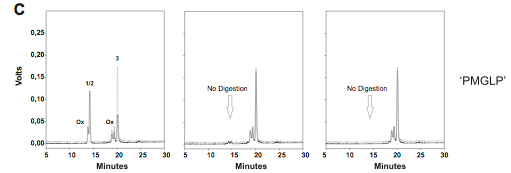 C
Volts
0,25
0,20
0,15
0,10
0,05
0,00
Ox
1/2
Ox
3
5 10 15 20 25 30
Minutes
No Digestion
5 10 15 20 25 30
Minutes
No Digestion
5 10 15 20 25 30
Minutes
'PMGLP'